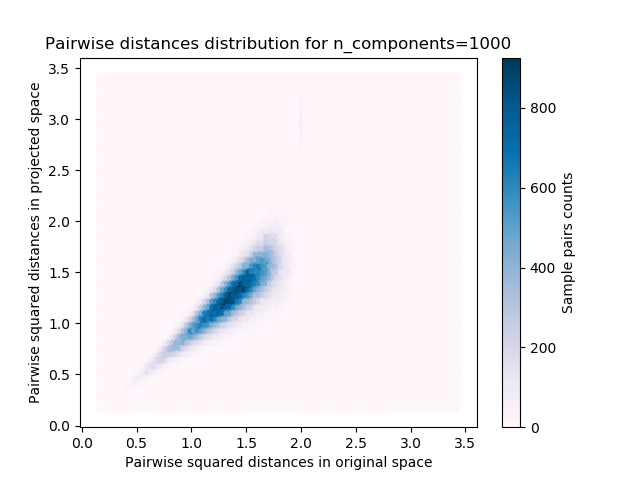 Pairwise distances distribution for n_components=1000
Pairwise squared distances in projected space
3.5
3.0
2.5
2.0
1.5
1.0
0.5
0.0
0.0 0.5 1.0 1.5 2.0 2.5 3.0 3.5
Pairwise squared distances in original space
800
600
400
200
0
Sample pairs counts